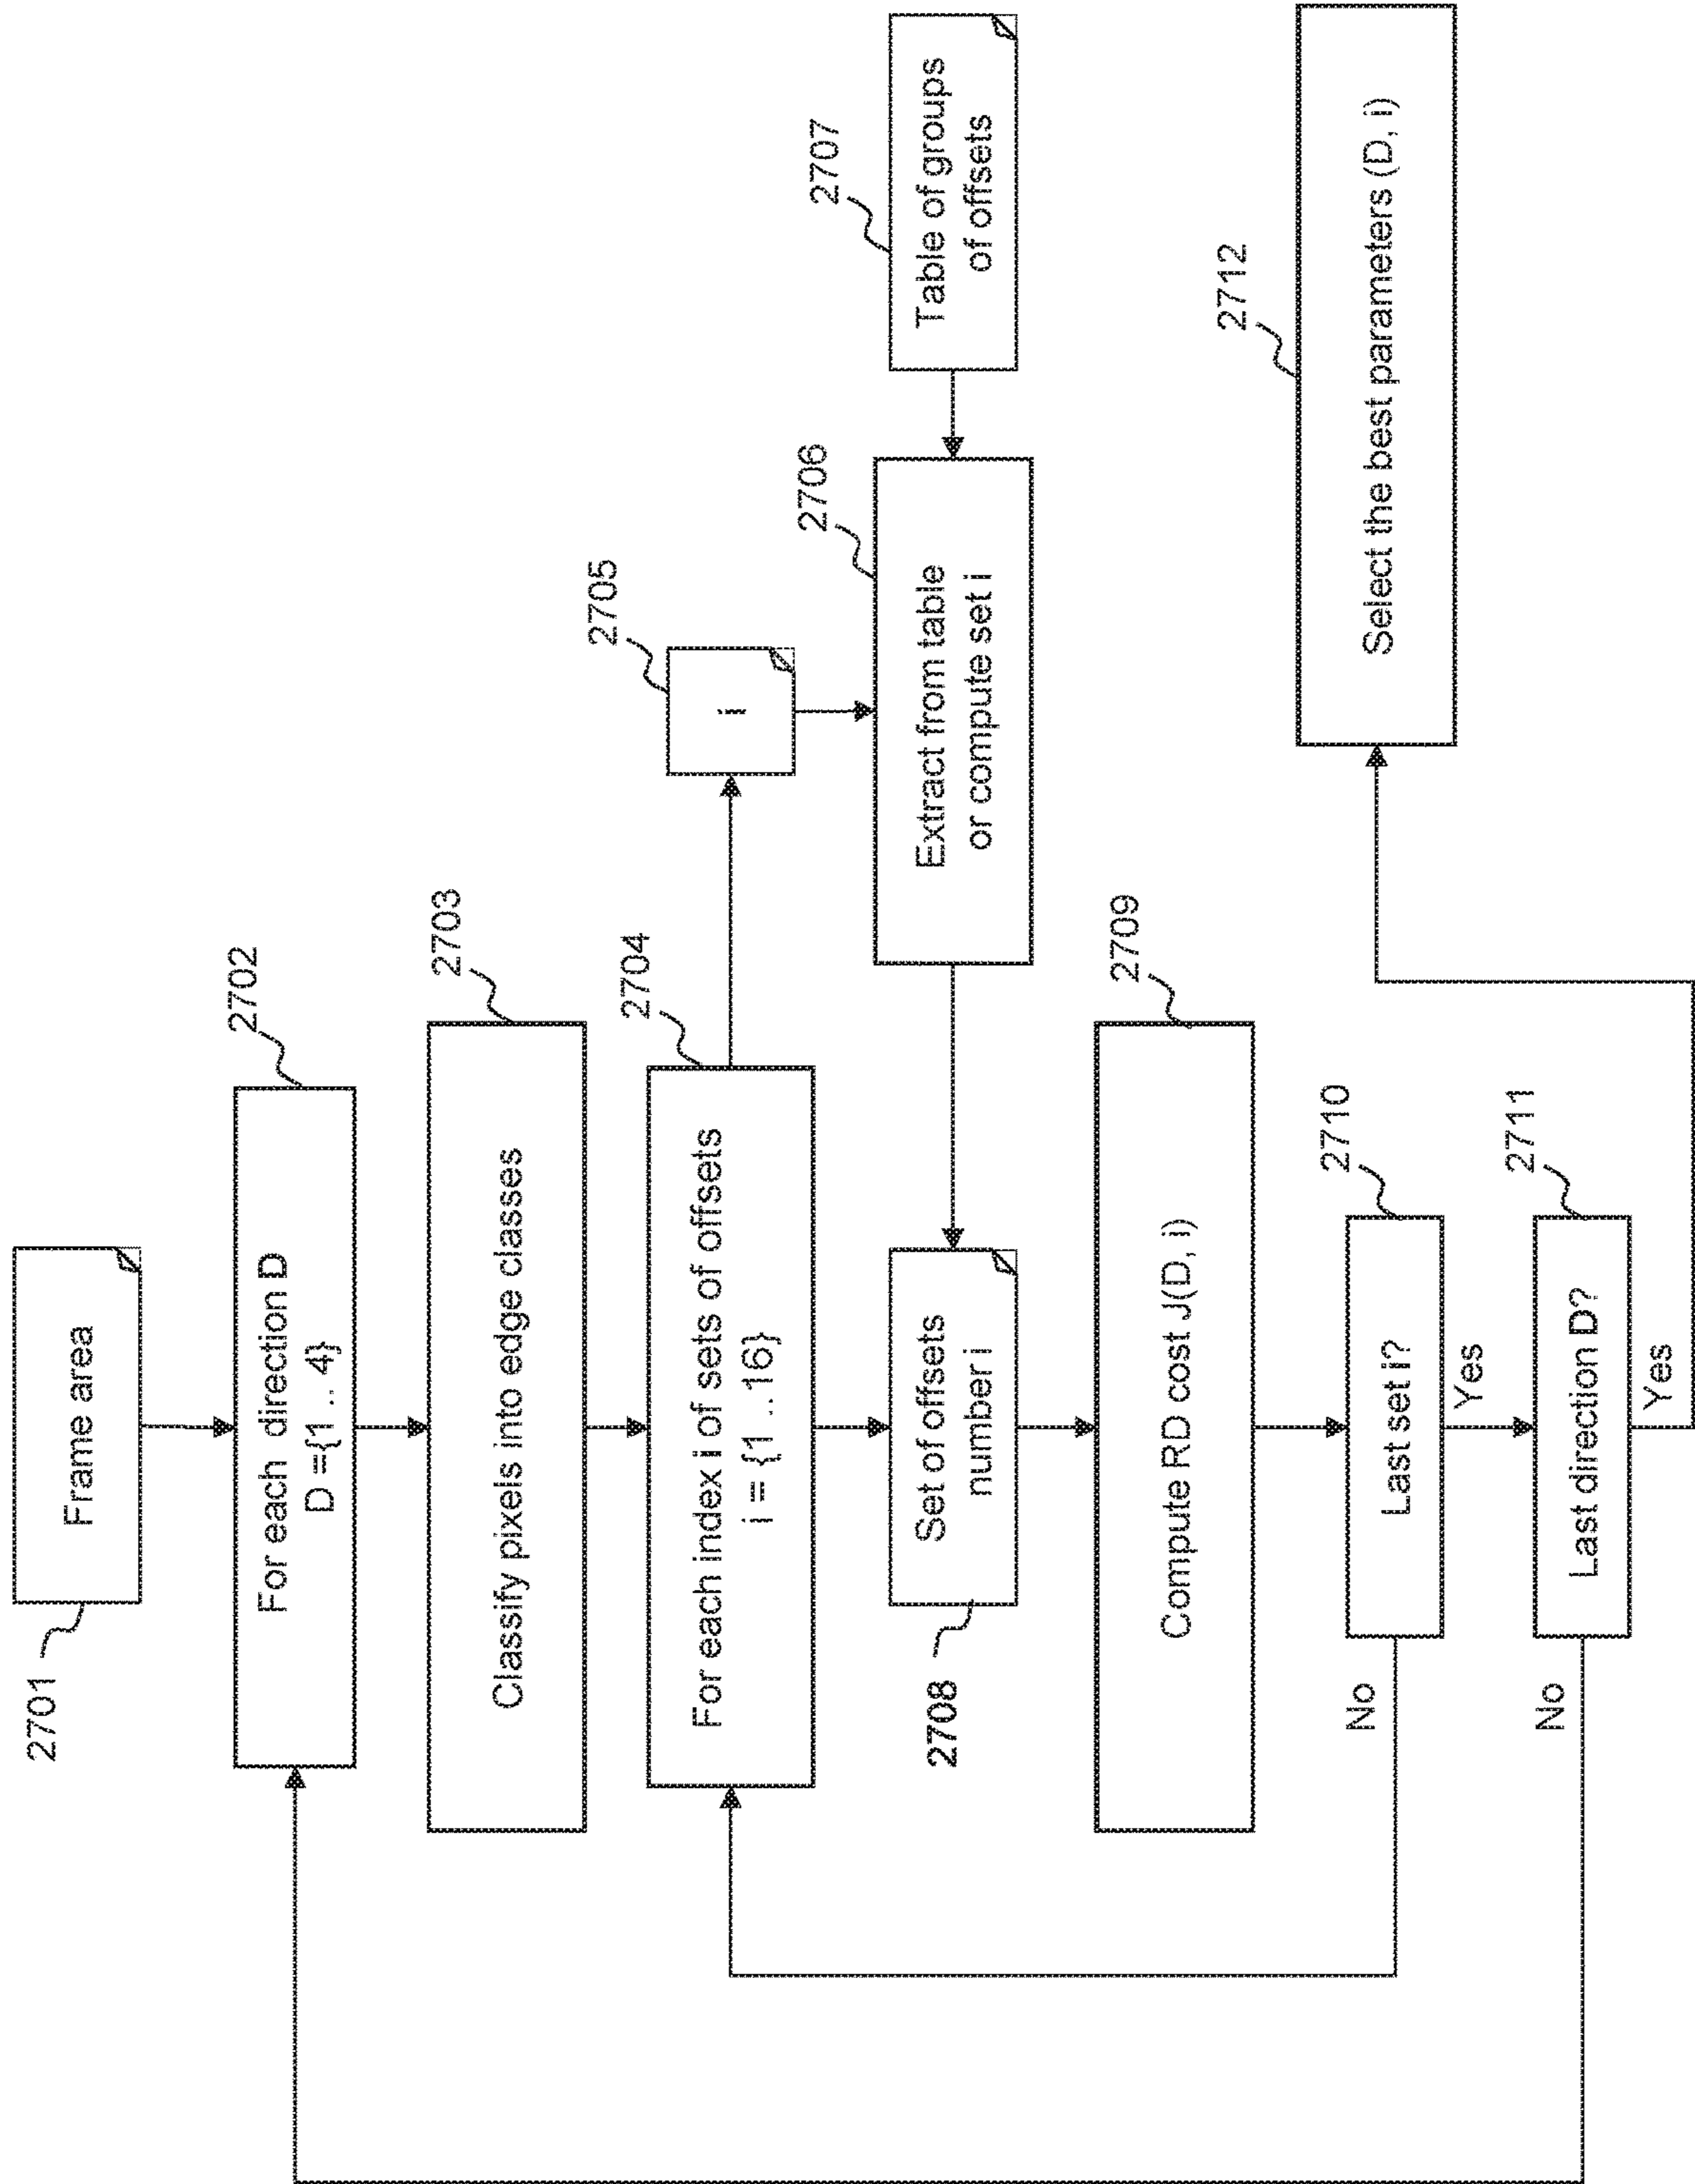 2701
Frame area
2702
For each direction D
D ={1 .. 4}
2703
Classify pixels into edge classes
2704
For each index i of sets of offsets
i = {1 .. 16}
2705
i
2706
Extract from table
or compute set i
2707
Table of groups
of offsets
2708
Set of offsets
number i
2709
Compute RD cost J(D, i)
2710
Last set i?
No
Yes
2711
Last direction D?
No
Yes
2712
Select the best parameters (D, i)